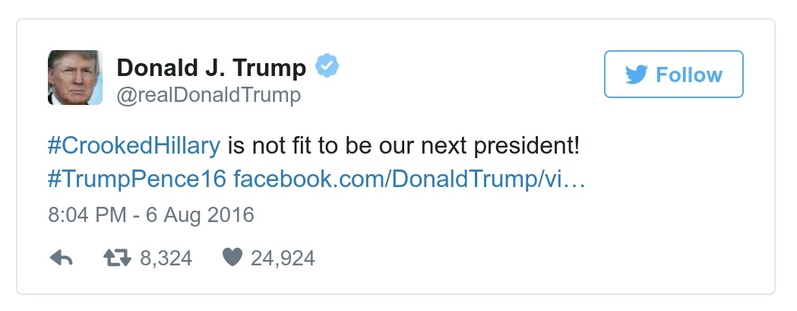 Donald J. Trump
@realDonaldTrump
Follow
#CrookedHillary is not fit to be our next president!
#TrumpPence16 facebook.com/DonaldTrump/vi…
8:04 PM - 6 Aug 2016
8,324 24,924